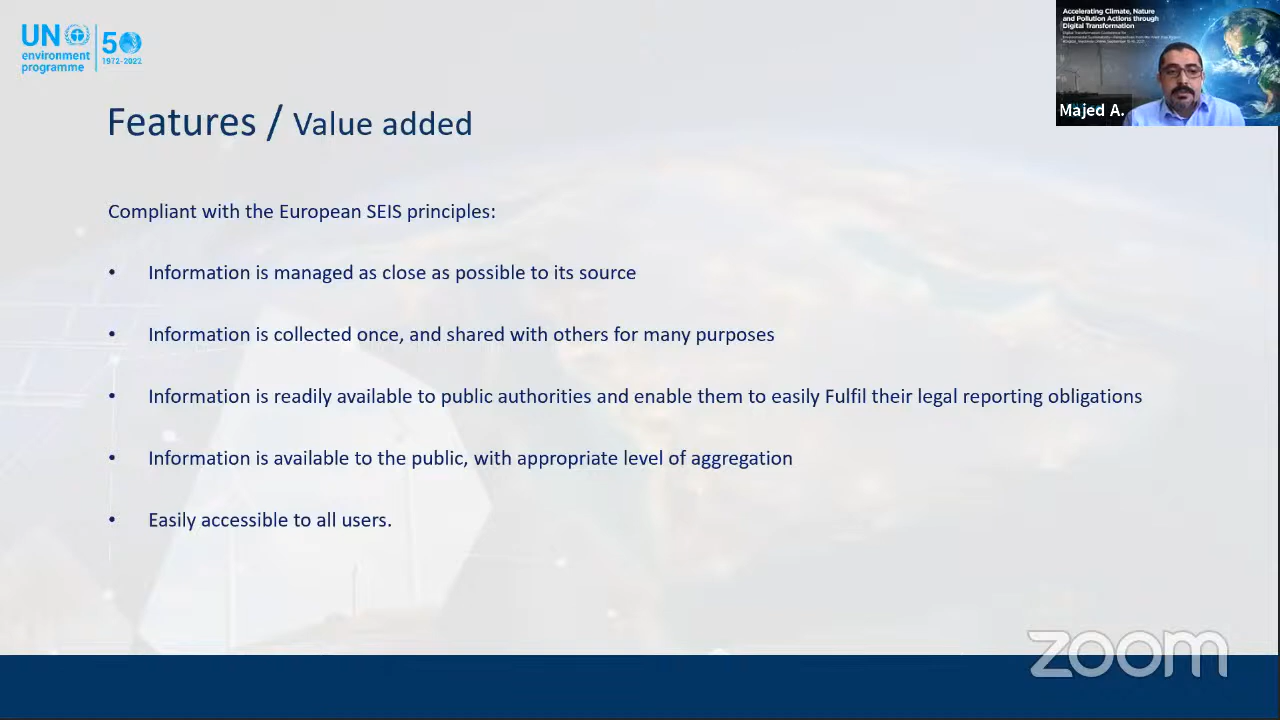 UN
environment
programme
50
1972-2022
Accelerating Climate, Nature
and Pollution Actions through
Digital Transformation
Majed A.
Features / Value added
Compliant with the European SEIS principles:
• Information is managed as close as possible to its source
• Information is collected once, and shared with others for many purposes
• Information is readily available to public authorities and enable them to easily Fulfil their legal reporting obligations
• Information is available to the public, with appropriate level of aggregation
• Easily accessible to all users.
zoom